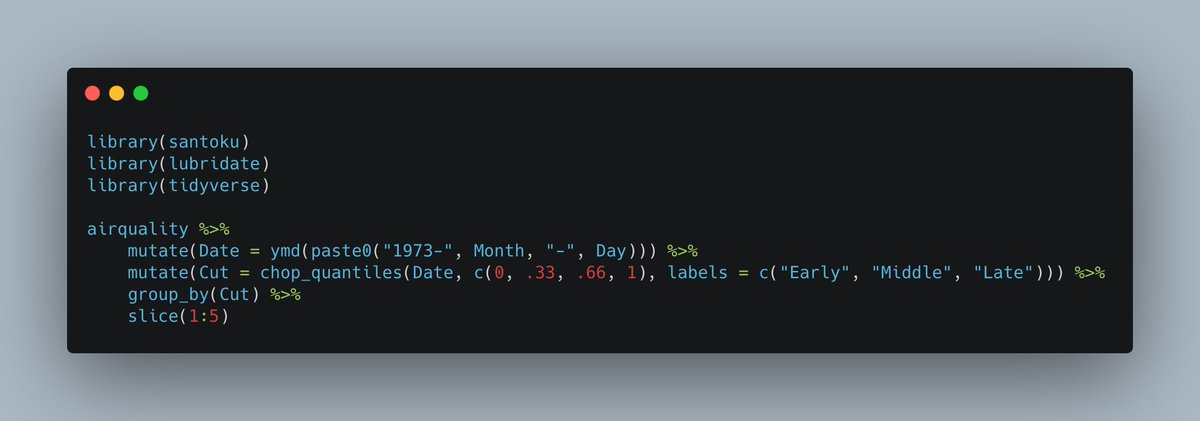 library(santoku)
library(lubridate)
library(tidyverse)

airquality %>%
    mutate(Date = ymd(paste0("1973-", Month, "-", Day))) %>%
    mutate(Cut = chop_quantiles(Date, c(0, .33, .66, 1), labels = c("Early", "Middle", "Late"))) %>%
    group_by(Cut) %>%
    slice(1:5)